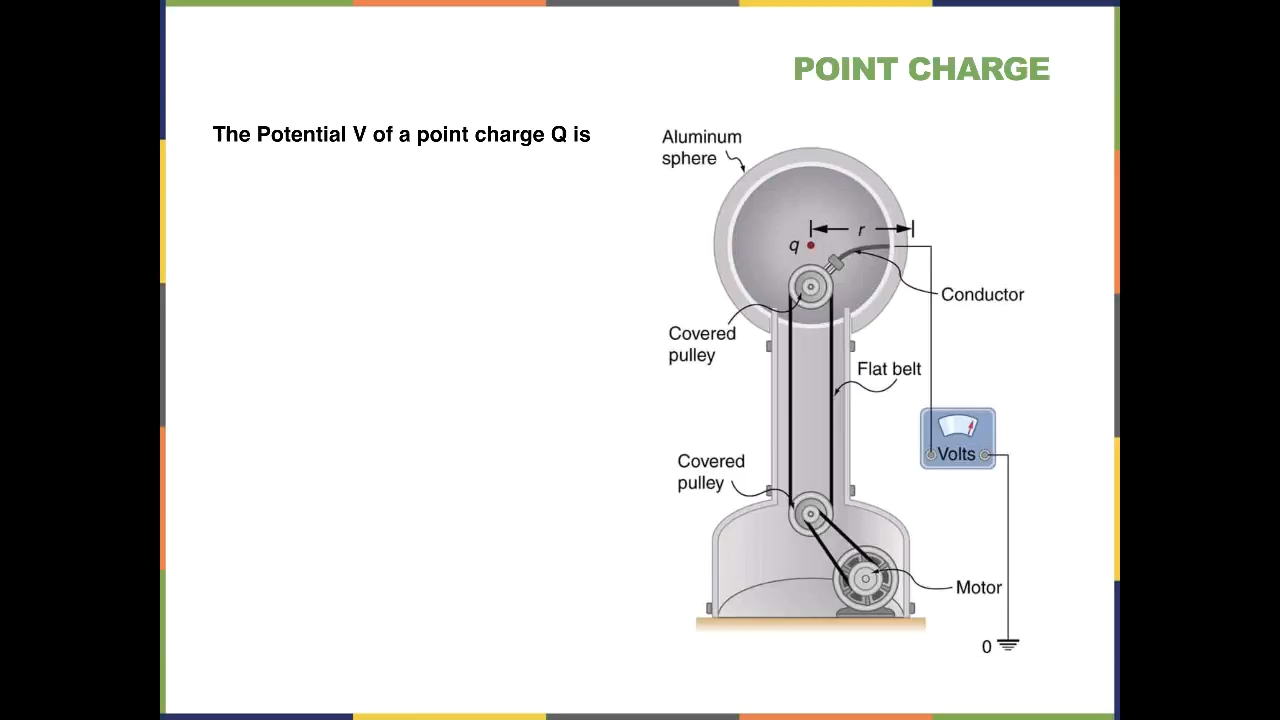 POINT CHARGE
The Potential V of a point charge Q is
Aluminum
sphere
r
q
Conductor
Covered
pulley
Flat belt
Volts
Covered
pulley
Motor
0